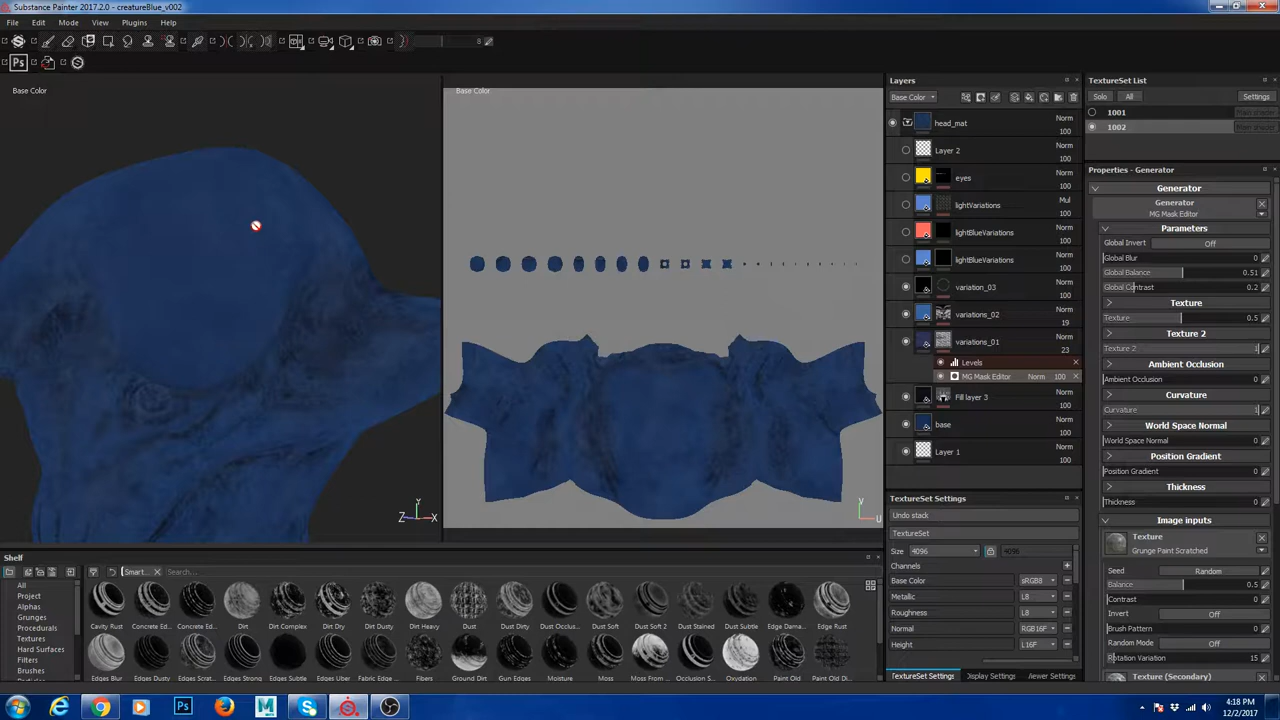 Substance Painter 2017.2.0 - creatureBlue_v002
File Edit Mode View Plugins Help
8
Ps
Base Color
Base Color
Y
Z X
y
U
Layers
Base Color
head_mat Norm 100
Layer 2 Norm 100
eyes Norm 100
lightVariations Mul 100
lightBlueVariations Norm 100
lightBlueVariations Norm 100
variation_03 Norm 100
variations_02 Norm 19
variations_01 Norm 23
Levels
MG Mask Editor Norm 100
Fill layer 3 Norm 100
base Norm 100
Layer 1 Norm 100
TextureSet Settings
Undo stack
TextureSet
Size 4096 4096
Channels
Base Color sRGB8
Metallic L8
Roughness L8
Normal RGB16F
Height L16F
TextureSet Settings Display Settings
TextureSet List
Solo All Settings
1001
1002
Properties - Generator
Generator
Generator
MG Mask Editor
Parameters
Global Invert Off
Global Blur 0
Global Balance 0.51
Global Contrast 0.2
Texture
Texture 0.5
Texture 2
Texture 2 1
Ambient Occlusion
Ambient Occlusion 0
Curvature
Curvature 1
World Space Normal
World Space Normal 0
Position Gradient
Position Gradient 0
Thickness
Thickness 0
Image inputs
Texture
Grunge Paint Scratched
Seed Random
Balance 0.5
Contrast 0
Invert Off
Brush Pattern 0
Random Mode Off
Rotation Variation 15
Texture (Secondary)
Shelf
Smart... Search...
All
Project
Alphas
Grunges
Procedurals
Textures
Hard Surfaces
Filters
Brushes
Cavity Rust Concrete Ed... Concrete Ed... Dirt Dirt Complex Dirt Dry Dirt Dusty Dirt Heavy Dust Dust Dirty Dust Occlus... Dust Soft Dust Soft 2 Dust Stained Dust Subtle Edge Dama... Edge Rust
Edges Blur Edges Dusty Edges Scrat... Edges Strong Edges Subtle Edges Uber Fabric Edge ... Fibers Ground Dirt Gun Edges Moisture Moss Moss From ... Occlusion S... Oxydation Paint Old Paint Old Di...
Ps M S
4:18 PM
12/2/2017